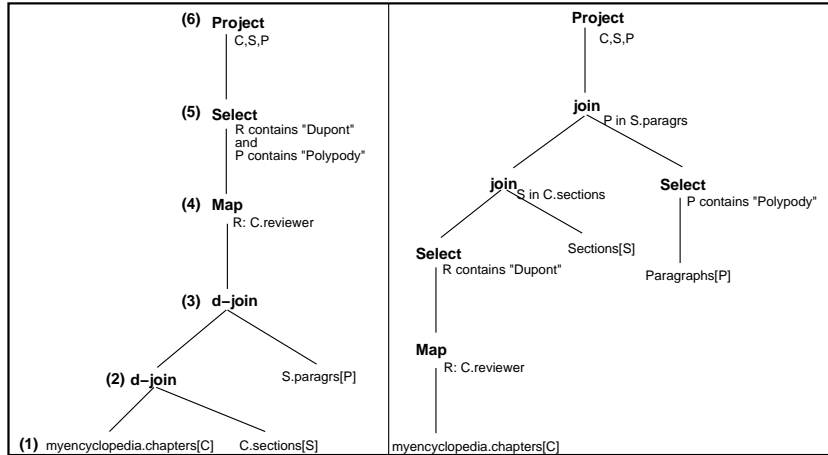 (6) Project
C,S,P
(5) Select
R contains "Dupont"
and
P contains "Polypody"
(4) Map
R: C.reviewer
(3) d-join
S.paragrs[P]
(2) d-join
(1) myencyclopedia.chapters[C] C.sections[S]
Project
C,S,P
join
P in S.paragrs
join
S in C.sections
Select
P contains "Polypody"
Select
R contains "Dupont"
Sections[S]
Paragraphs[P]
Map
R: C.reviewer
myencyclopedia.chapters[C]